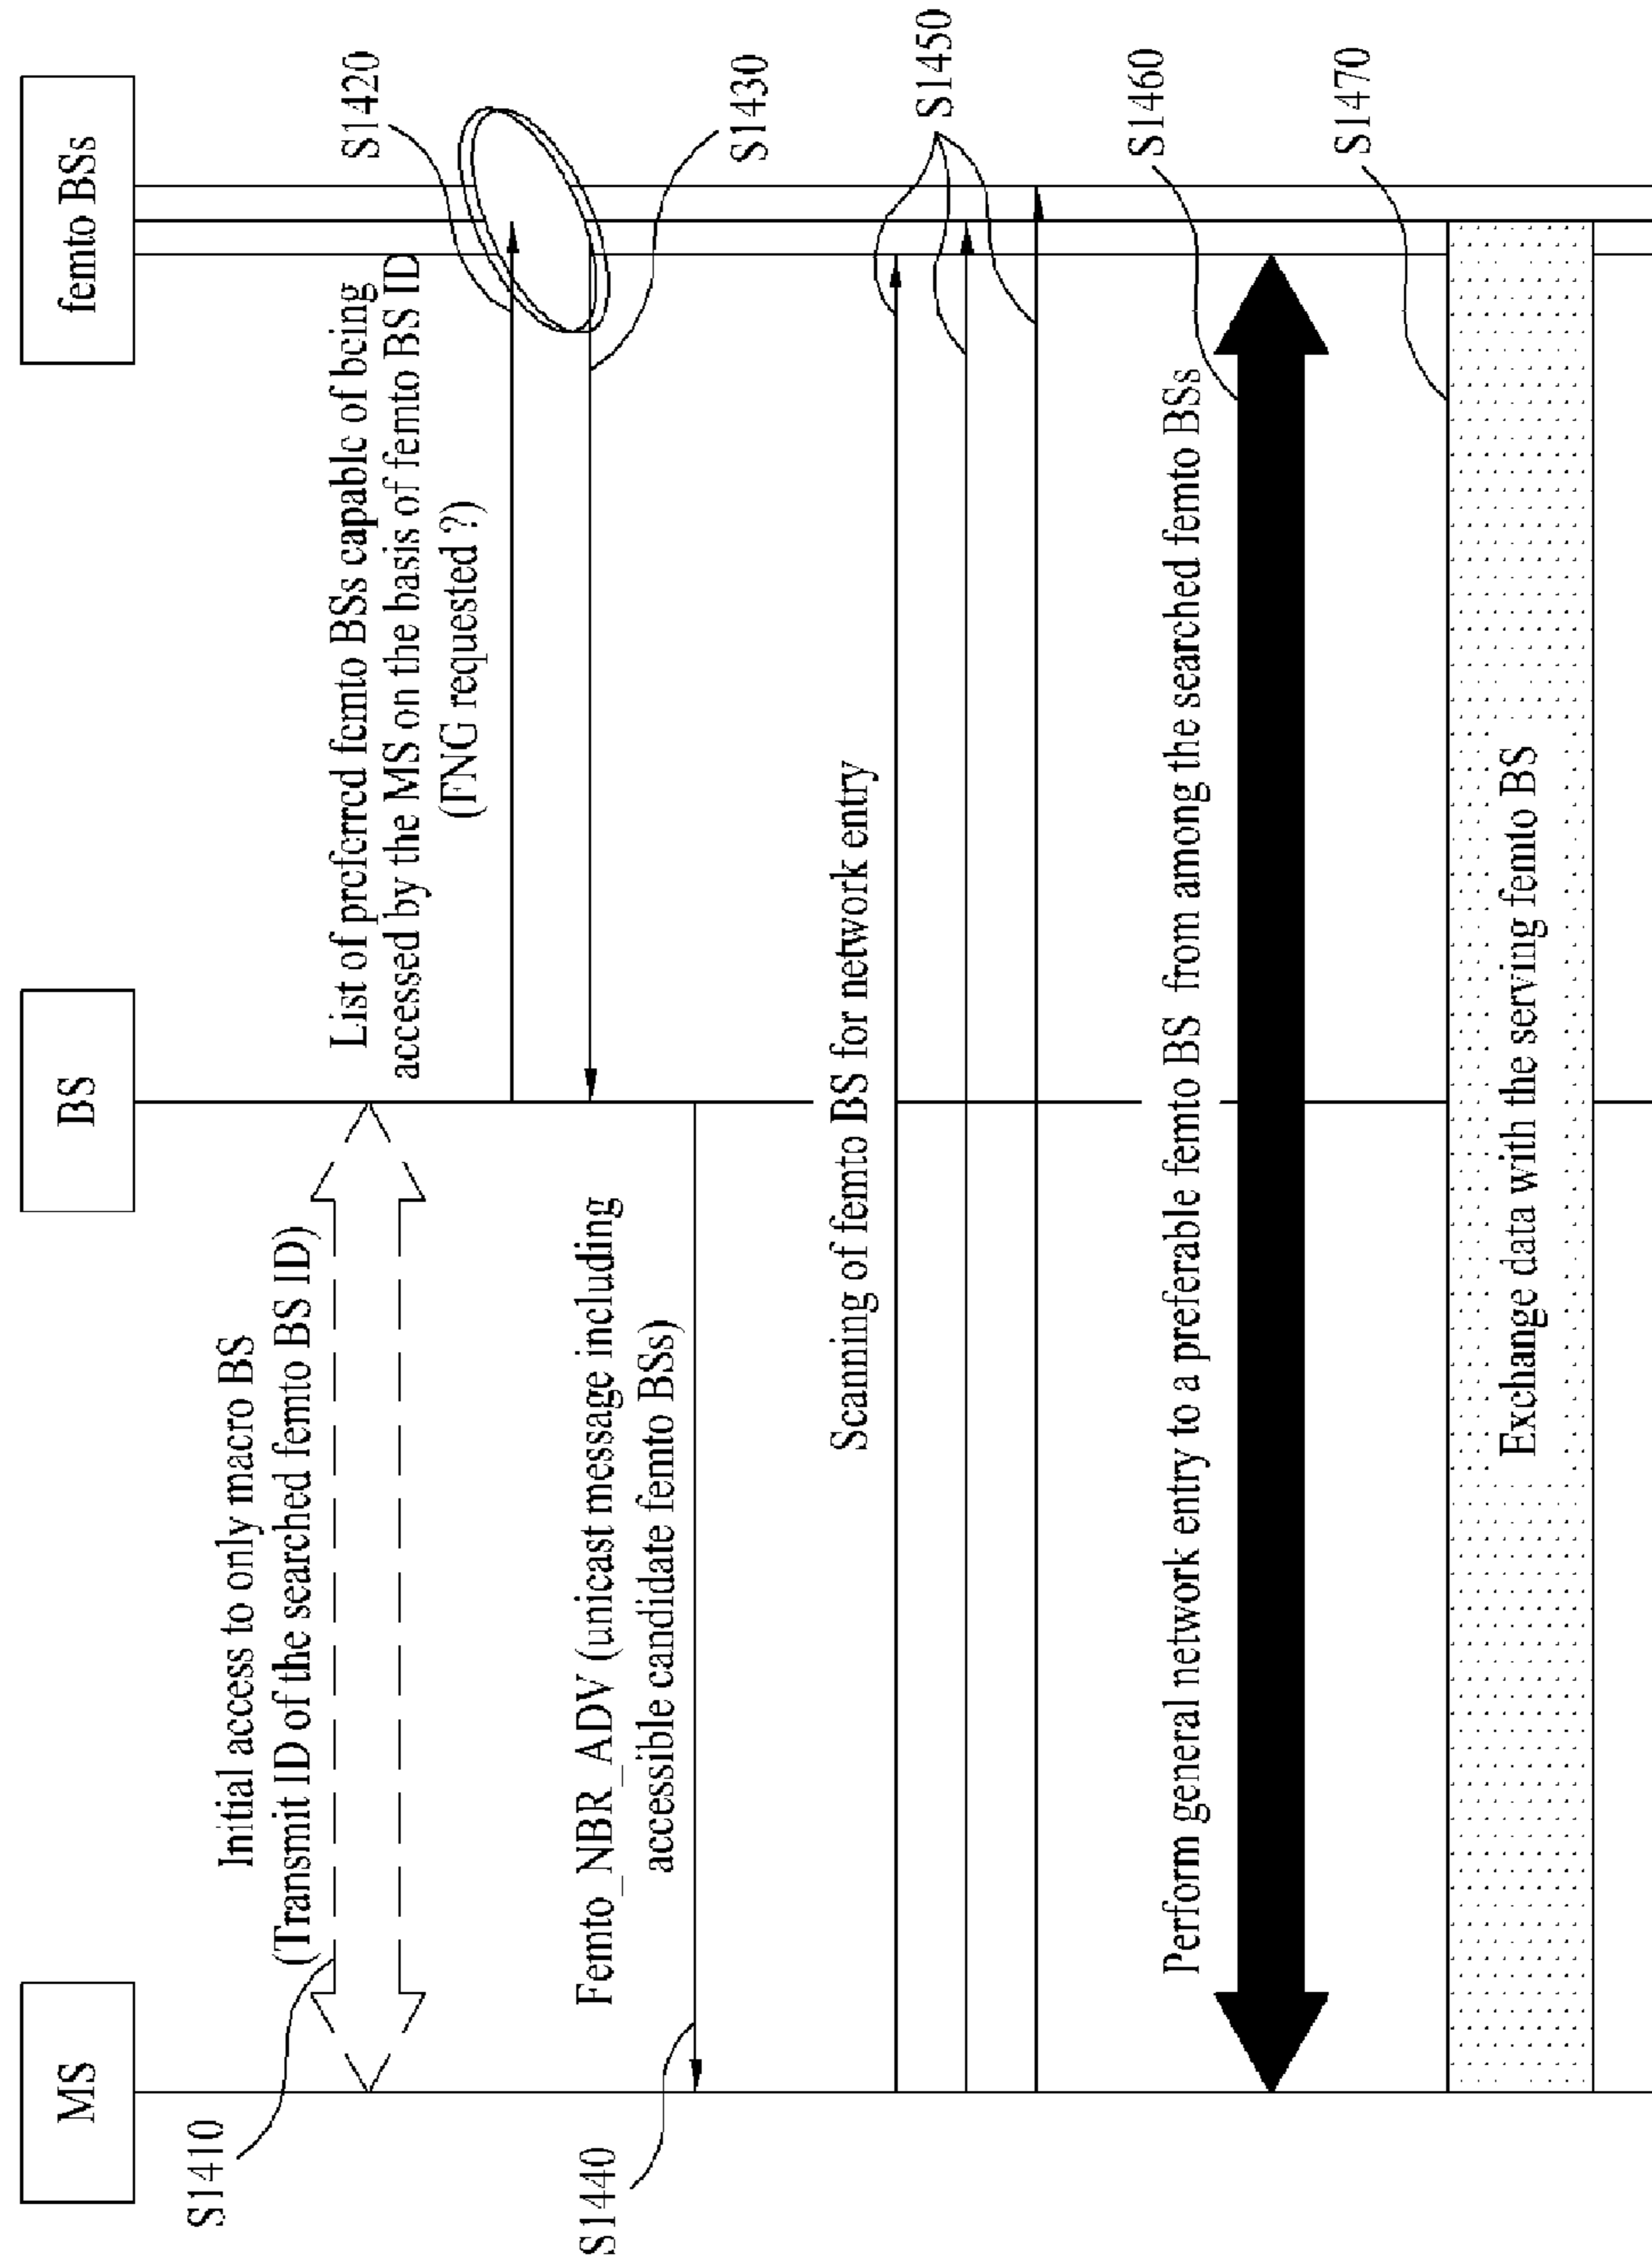 MS
BS
femto BSs
S1410
Initial access to only macro BS
(Transmit ID of the searched femto BS ID)
List of preferred femto BSs capable of being
accessed by the MS on the basis of femto BS ID
(FNG requested ?)
S1420
S1430
Femto_NBR_ADV (unicast message including
accessible candidate femto BSs)
S1440
Scanning of femto BS for network entry
S1450
Perform general network entry to a preferable femto BS from among the searched femto BSs
S1460
Exchange data with the serving femto BS
S1470